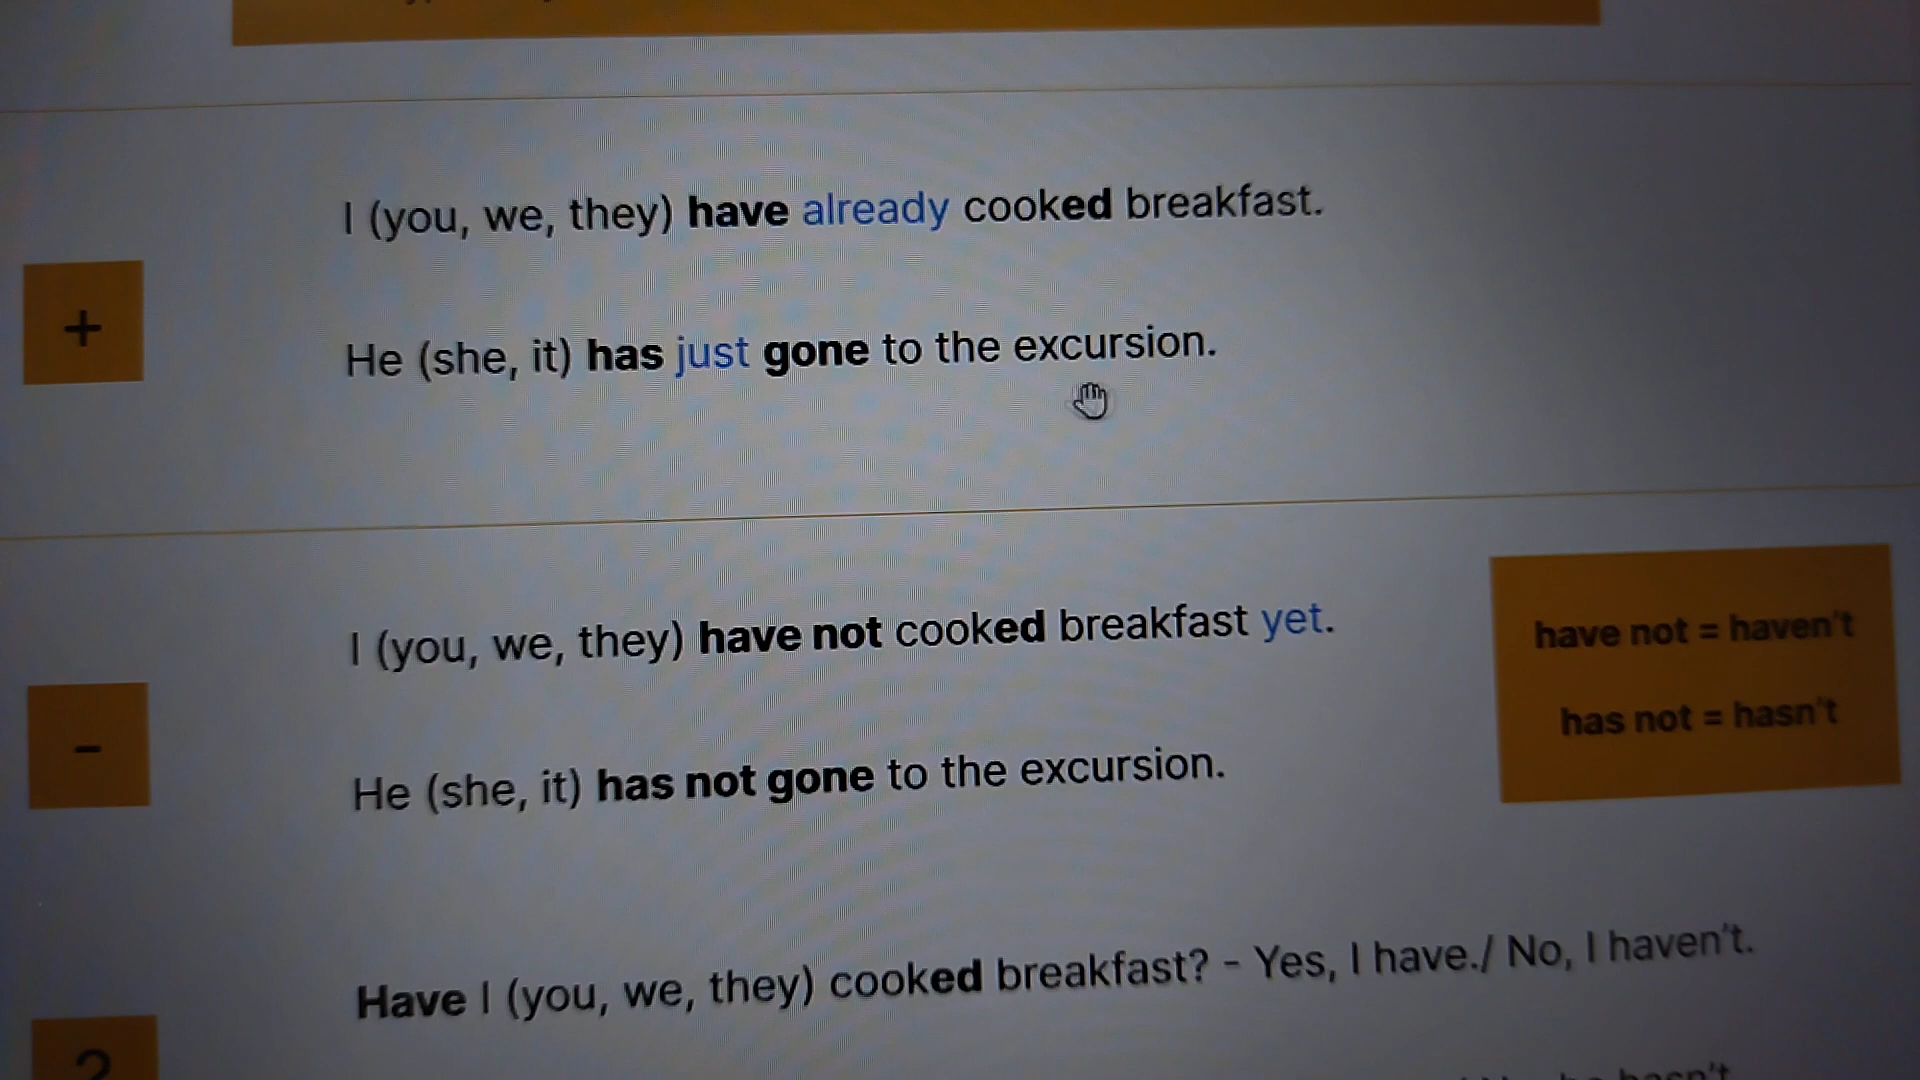 I (you, we, they) have already cooked breakfast.
+
He (she, it) has just gone to the excursion.
I (you, we, they) have not cooked breakfast yet.
have not = haven't
has not = hasn't
-
He (she, it) has not gone to the excursion.
Have I (you, we, they) cooked breakfast? - Yes, I have./ No, I haven't.
?
hasn't